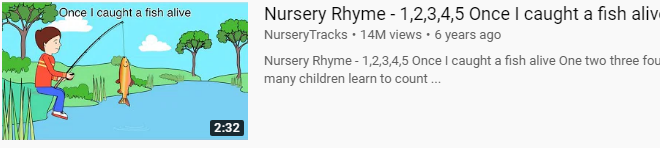 Once I caught a fish alive
2:32
Nursery Rhyme - 1,2,3,4,5 Once I caught a fish aliv
NurseryTracks • 14M views • 6 years ago
Nursery Rhyme - 1,2,3,4,5 Once I caught a fish alive One two three fou
many children learn to count ...